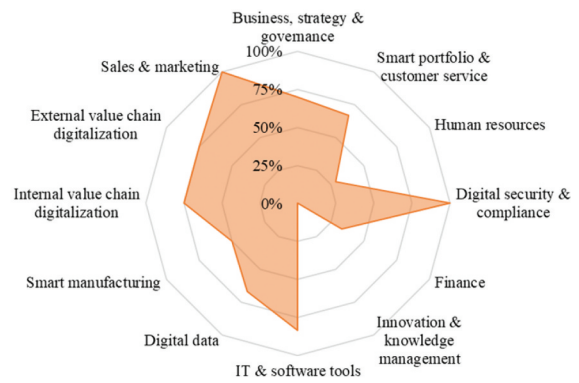 Business, strategy &
governance
100%
Smart portfolio &
customer service
Sales & marketing
75%
External value chain
digitalization
50%
Human resources
25%
Internal value chain
digitalization
0%
Digital security &
compliance
Smart manufacturing
Finance
Digital data
Innovation &
knowledge
management
IT & software tools